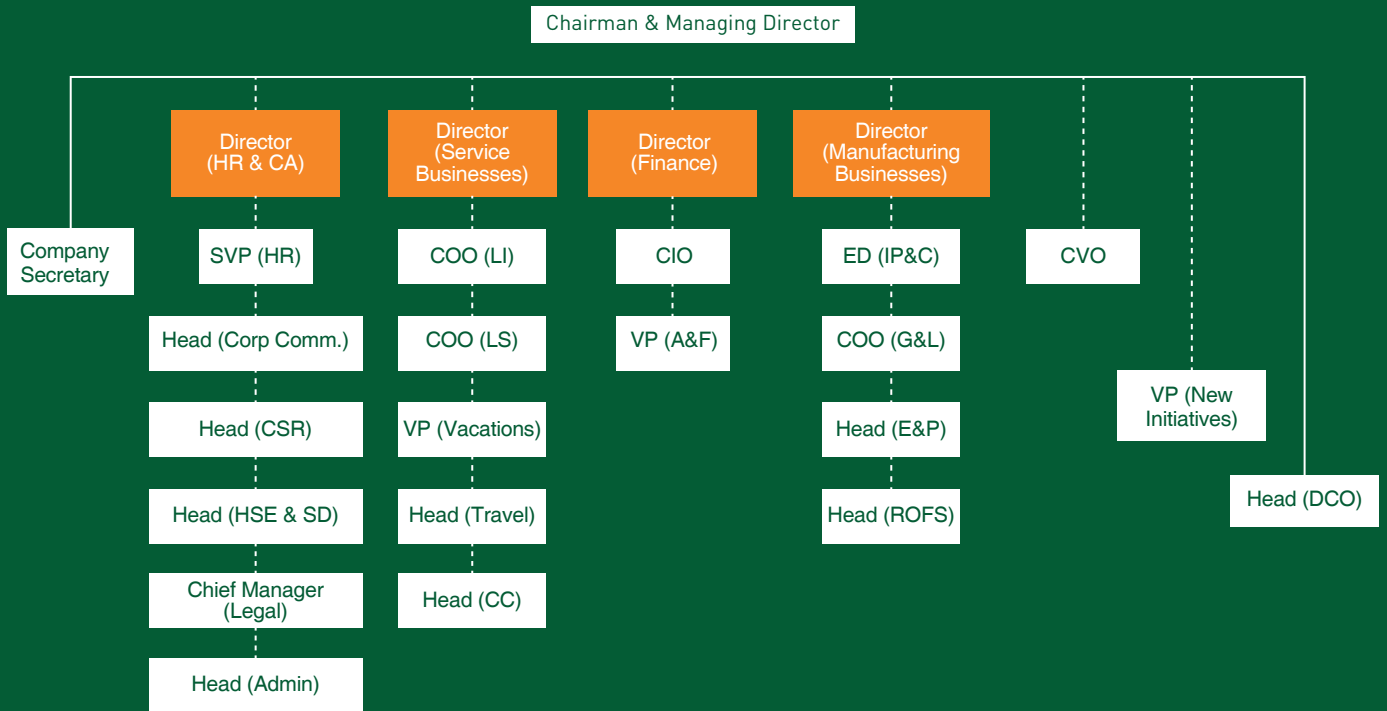 Chairman & Managing Director
Director
(HR & CA)
Director
(Service
Businesses)
Director
(Finance)
Director
(Manufacturing
Businesses)
Company
Secretary
SVP (HR)
COO (LI)
CIO
ED (IP&C)
CVO
Head (Corp Comm.)
COO (LS)
VP (A&F)
COO (G&L)
VP (New
Initiatives)
Head (CSR)
VP (Vacations)
Head (E&P)
Head (HSE & SD)
Head (Travel)
Head (ROFS)
Head (DCO)
Chief Manager
(Legal)
Head (CC)
Head (Admin)